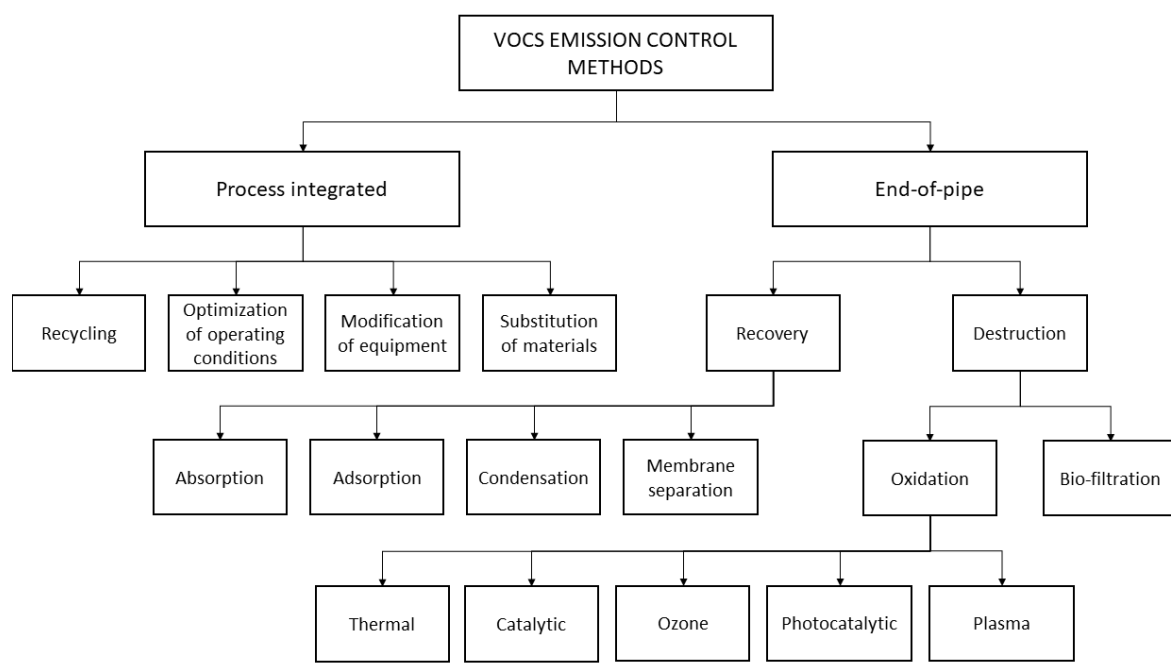 VOCS EMISSION CONTROL
METHODS
Process integrated
End-of-pipe
Recycling
Optimization
of operating
conditions
Modification
of equipment
Substitution
of materials
Recovery
Destruction
Absorption
Adsorption
Condensation
Membrane
separation
Oxidation
Bio-filtration
Thermal
Catalytic
Ozone
Photocatalytic
Plasma